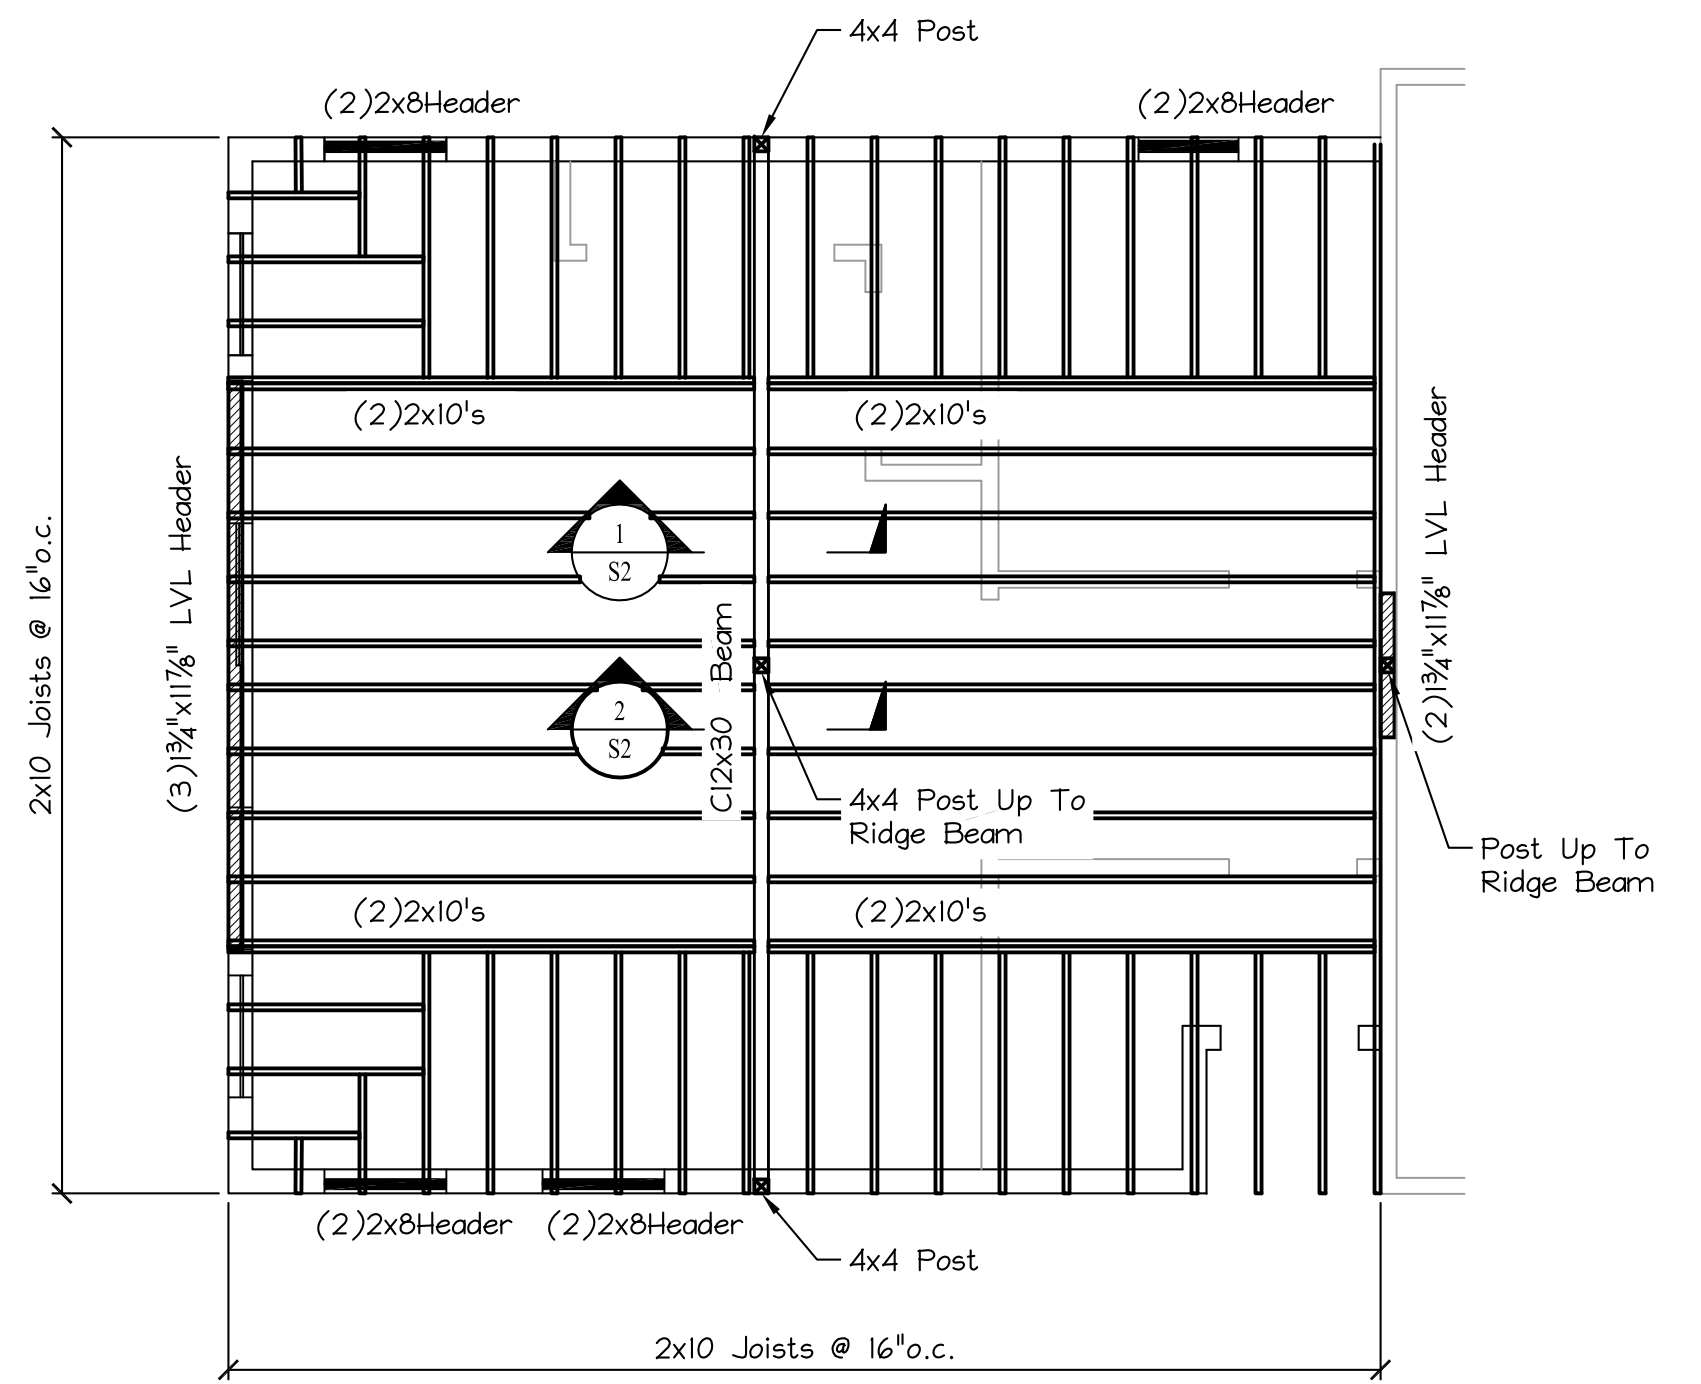 4x4 Post
(2)2x8Header
(2)2x8Header
(2)2x10's
(2)2x10's
2x10 Joists @ 16"o.c.
(3)1¾"x11⅞" LVL Header
1
S2
C12x30 Beam
(2)1¾"x11⅞" LVL Header
2
S2
4x4 Post Up To
Ridge Beam
Post Up To
Ridge Beam
(2)2x10's
(2)2x10's
(2)2x8Header
(2)2x8Header
4x4 Post
2x10 Joists @ 16"o.c.